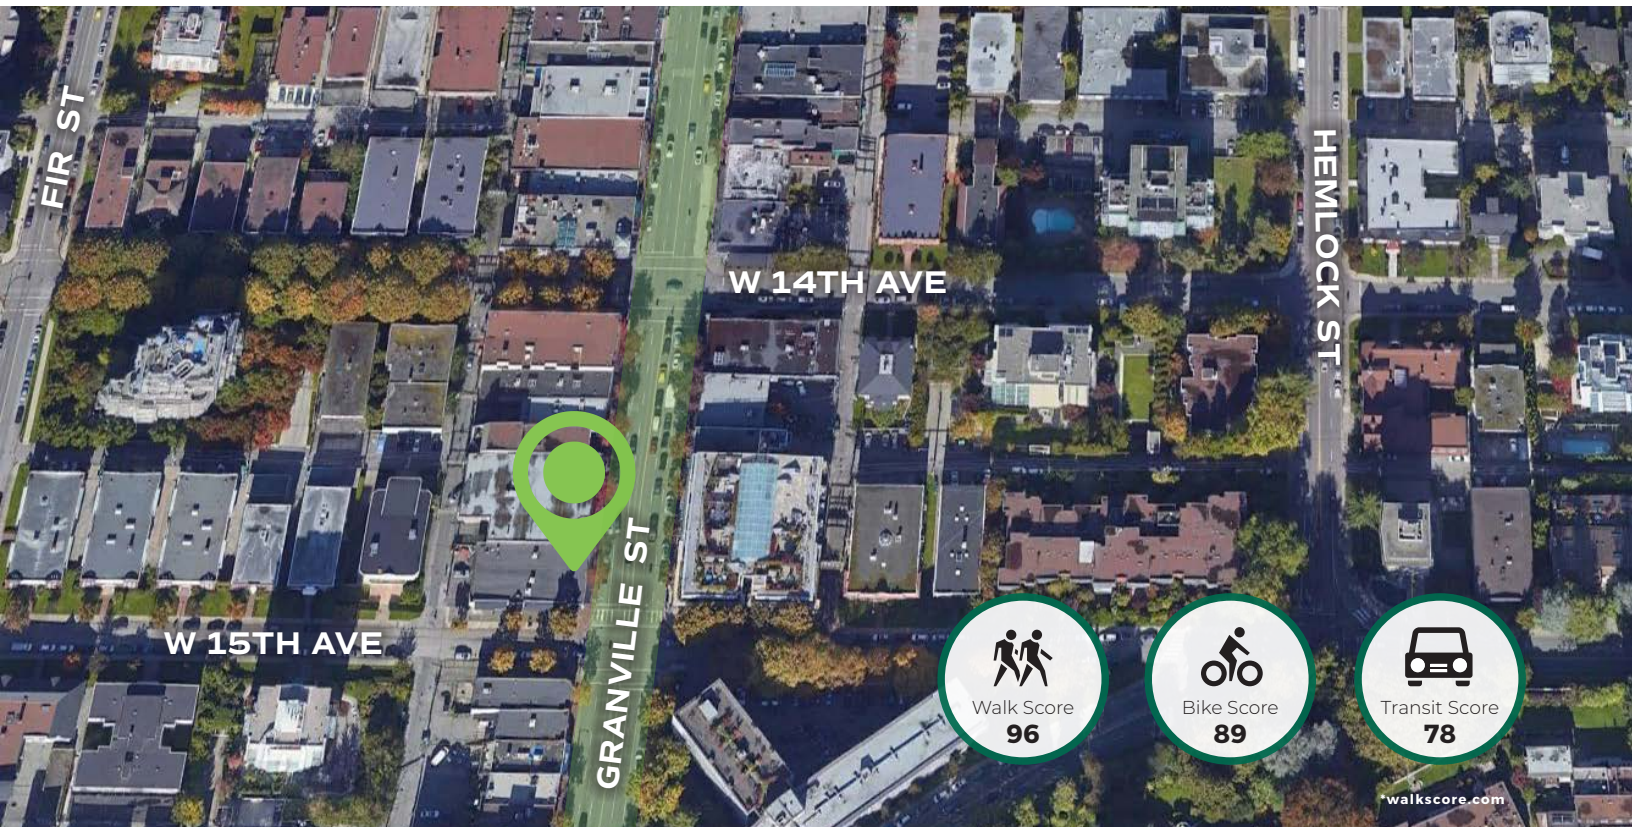 FIR ST
HEMLOCK ST
W 14TH AVE
GRANVILLE ST
W 15TH AVE
Walk Score
96
Bike Score
89
Transit Score
78
*walkscore.com